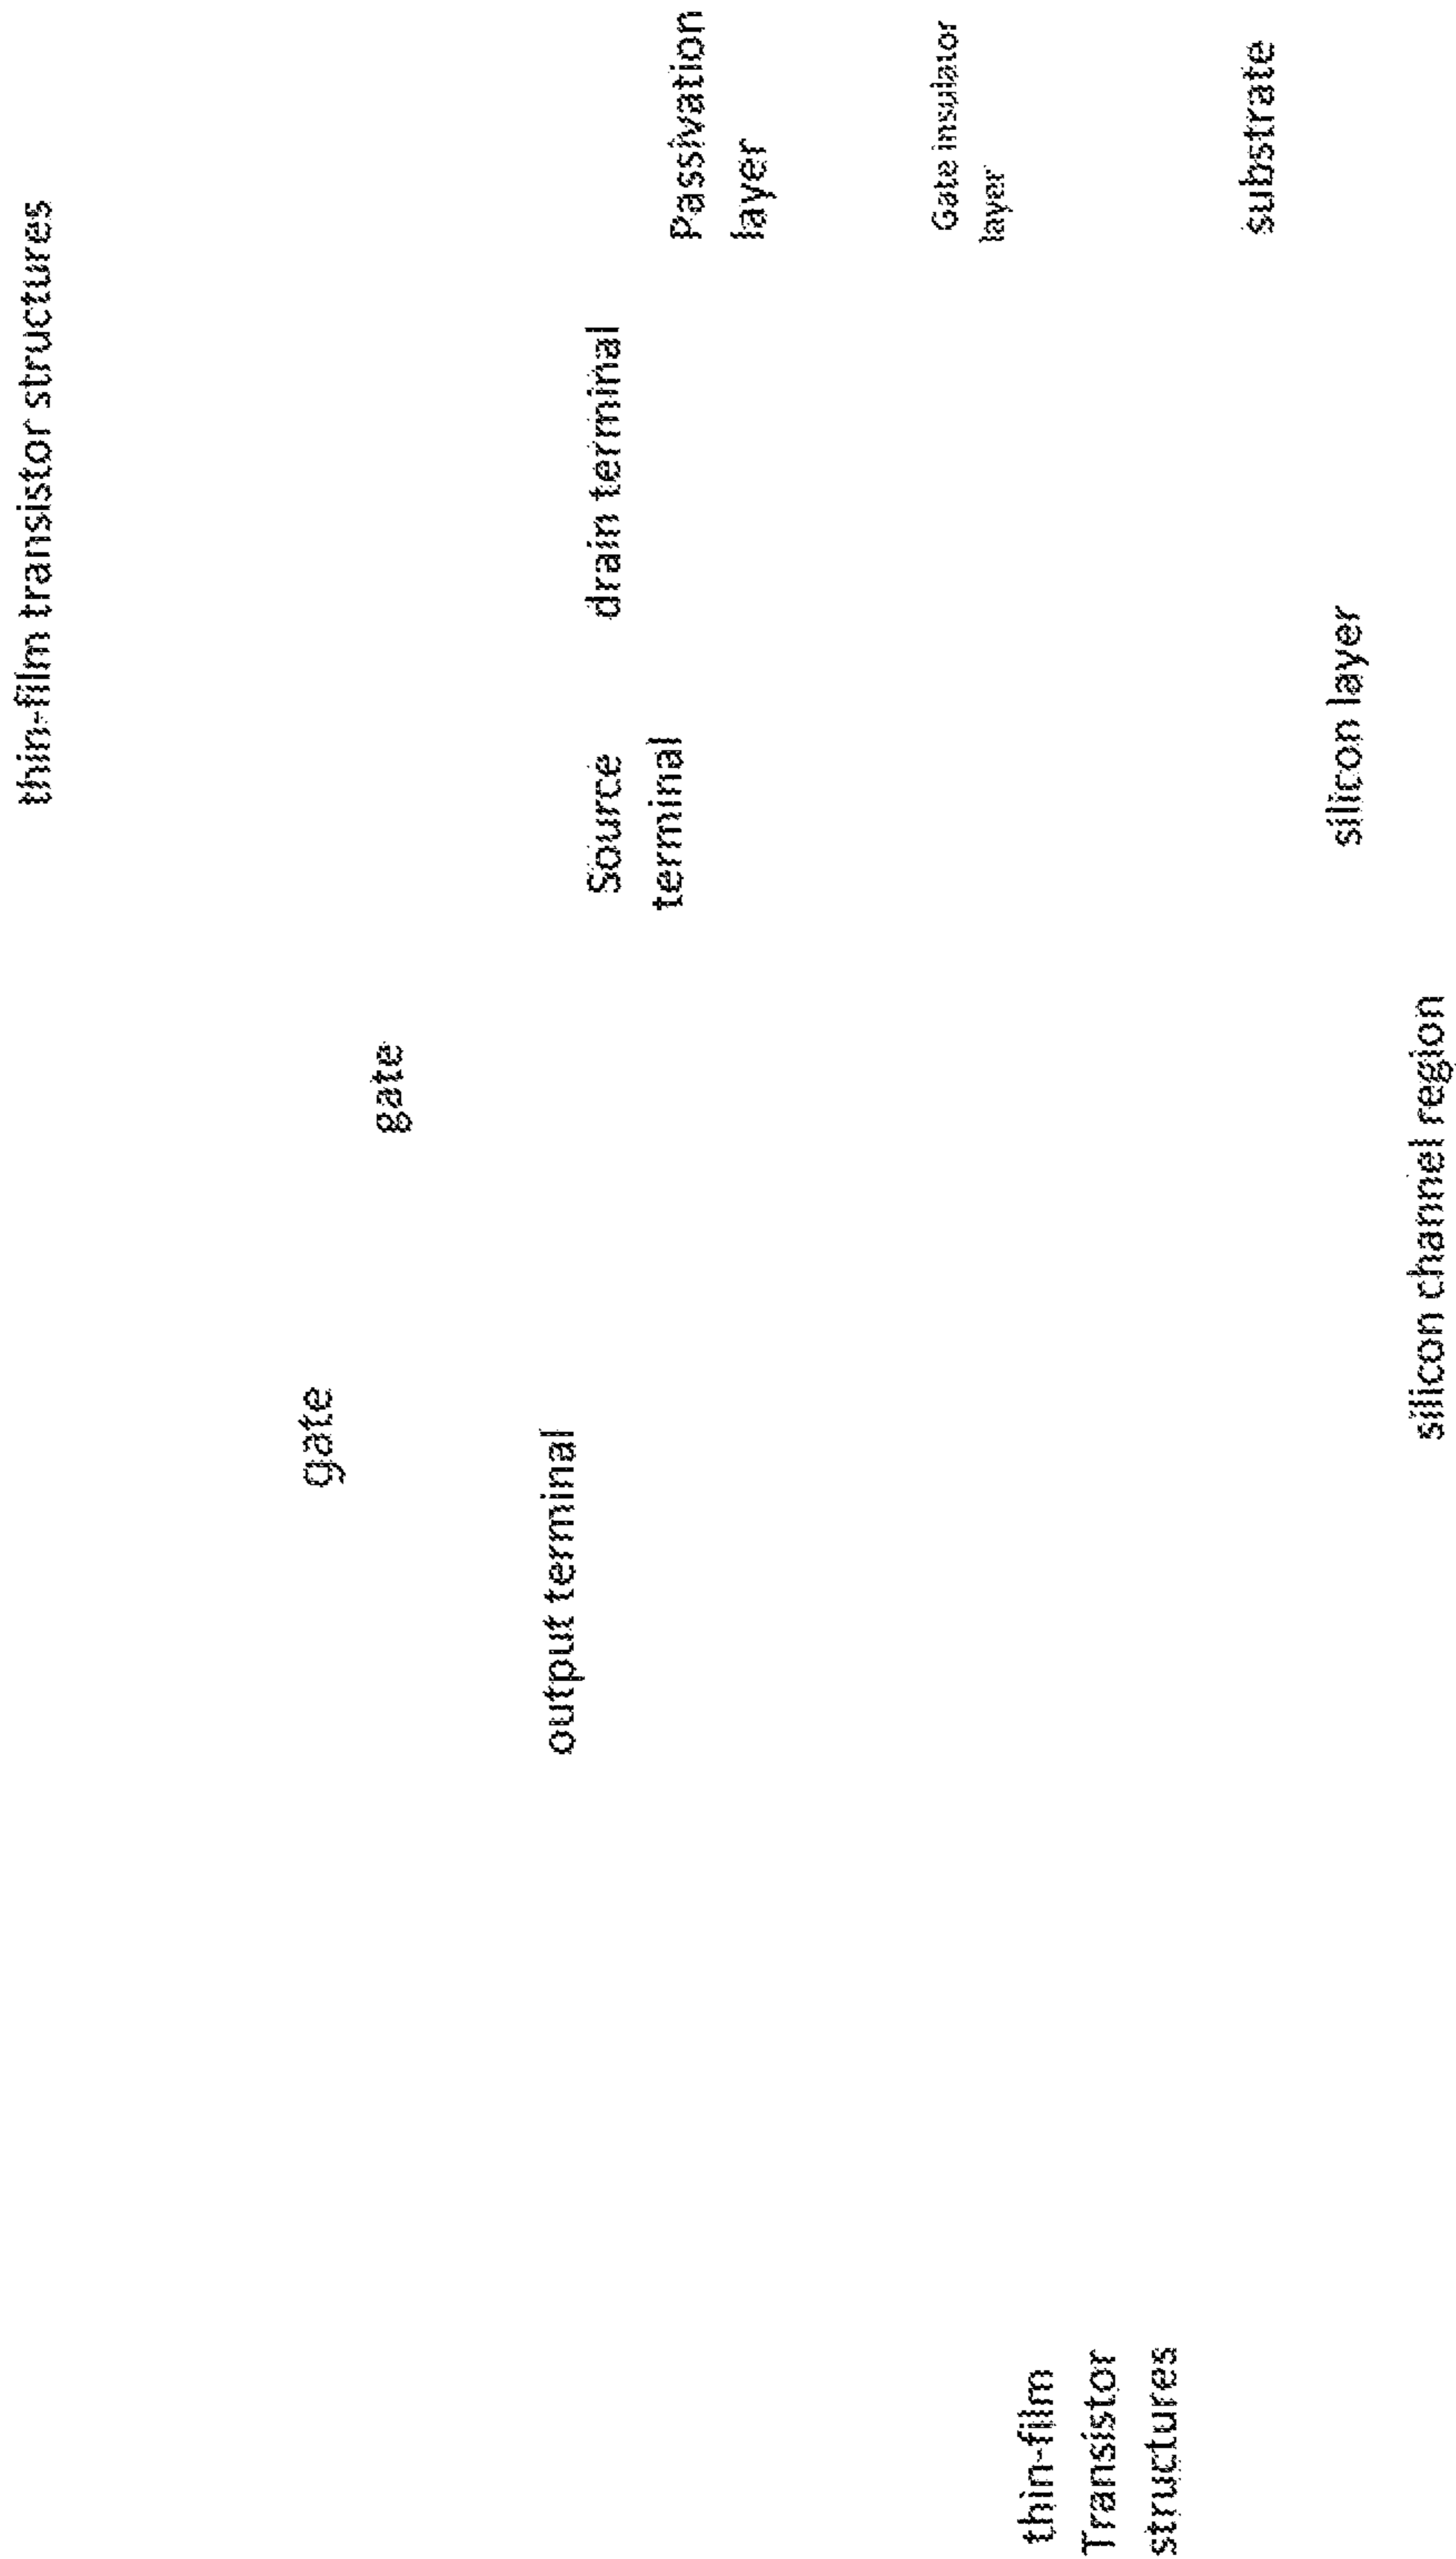 thin-film transistor structures
gate
gate
output terminal
Source
terminal
drain terminal
Passivation
layer
Gate insulator
layer
thin-film
Transistor
structures
substrate
silicon layer
silicon channel region